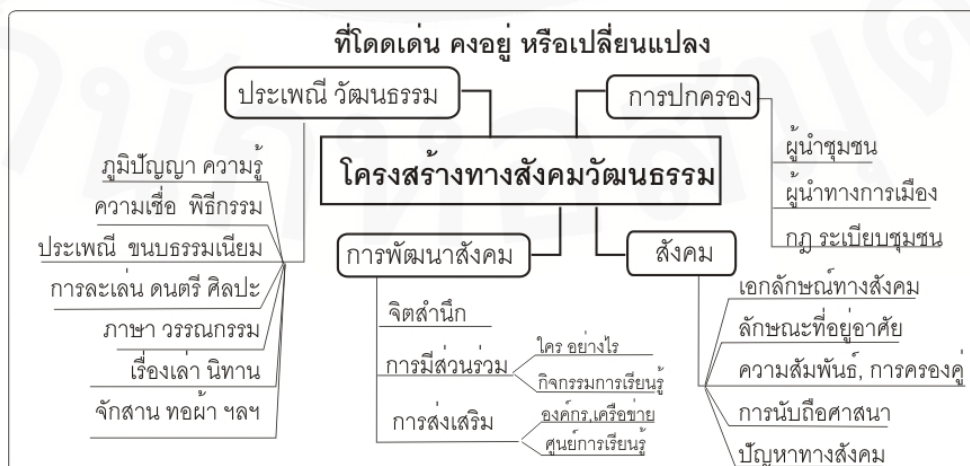 ที่โดดเด่น คงอยู่ หรือเปลี่ยนแปลง
ประเพณี วัฒนธรรม
การปกครอง
โครงสร้างทางสังคมวัฒนธรรม
ภูมิปัญญา ความรู้
ความเชื่อ พิธีกรรม
ประเพณี ขนบธรรมเนียม
การละเล่น ดนตรี ศิลปะ
ภาษา วรรณกรรม
เรื่องเล่า นิทาน
จักสาน ทอผ้า ฯลฯ
ผู้นำชุมชน
ผู้นำทางการเมือง
กฎ ระเบียบชุมชน
การพัฒนาสังคม
จิตสำนึก
การมีส่วนร่วม
ใคร อย่างไร
กิจกรรมการเรียนรู้
การส่งเสริม
องค์กร,เครือข่าย
ศูนย์การเรียนรู้
สังคม
เอกลักษณ์ทางสังคม
ลักษณะที่อยู่อาศัย
ความสัมพันธ์, การครองคู่
การนับถือศาสนา
ปัญหาทางสังคม